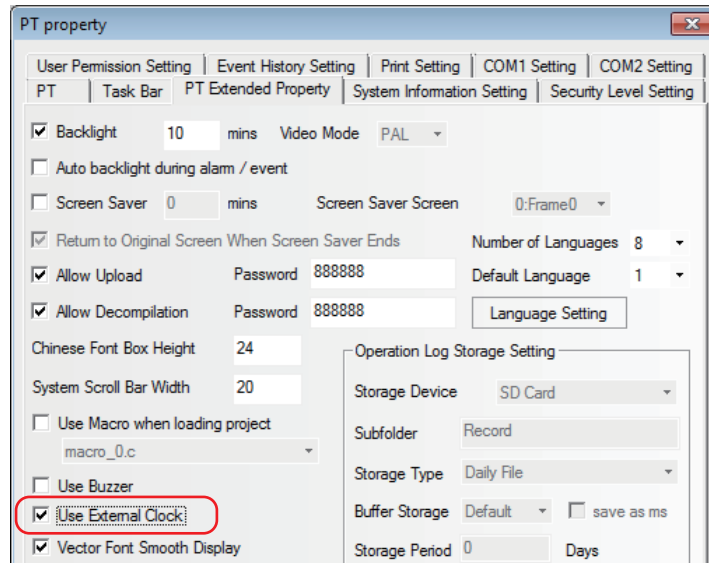 PT property
User Permission Setting Event History Setting Print Setting COM1 Setting COM2 Setting
PT Task Bar PT Extended Property System Information Setting Security Level Setting
Backlight 10 mins Video Mode PAL
Auto backlight during alarm / event
Screen Saver 0 mins Screen Saver Screen 0:Frame0
Return to Original Screen When Screen Saver Ends Number of Languages 8
Allow Upload Password 888888 Default Language 1
Allow Decompilation Password 888888 Language Setting
Chinese Font Box Height 24 Operation Log Storage Setting
System Scroll Bar Width 20 Storage Device SD Card
Use Macro when loading project Subfolder Record
macro_0.c
Storage Type Daily File
Use Buzzer
Use External Clock Buffer Storage Default save as ms
Vector Font Smooth Display Storage Period 0 Days